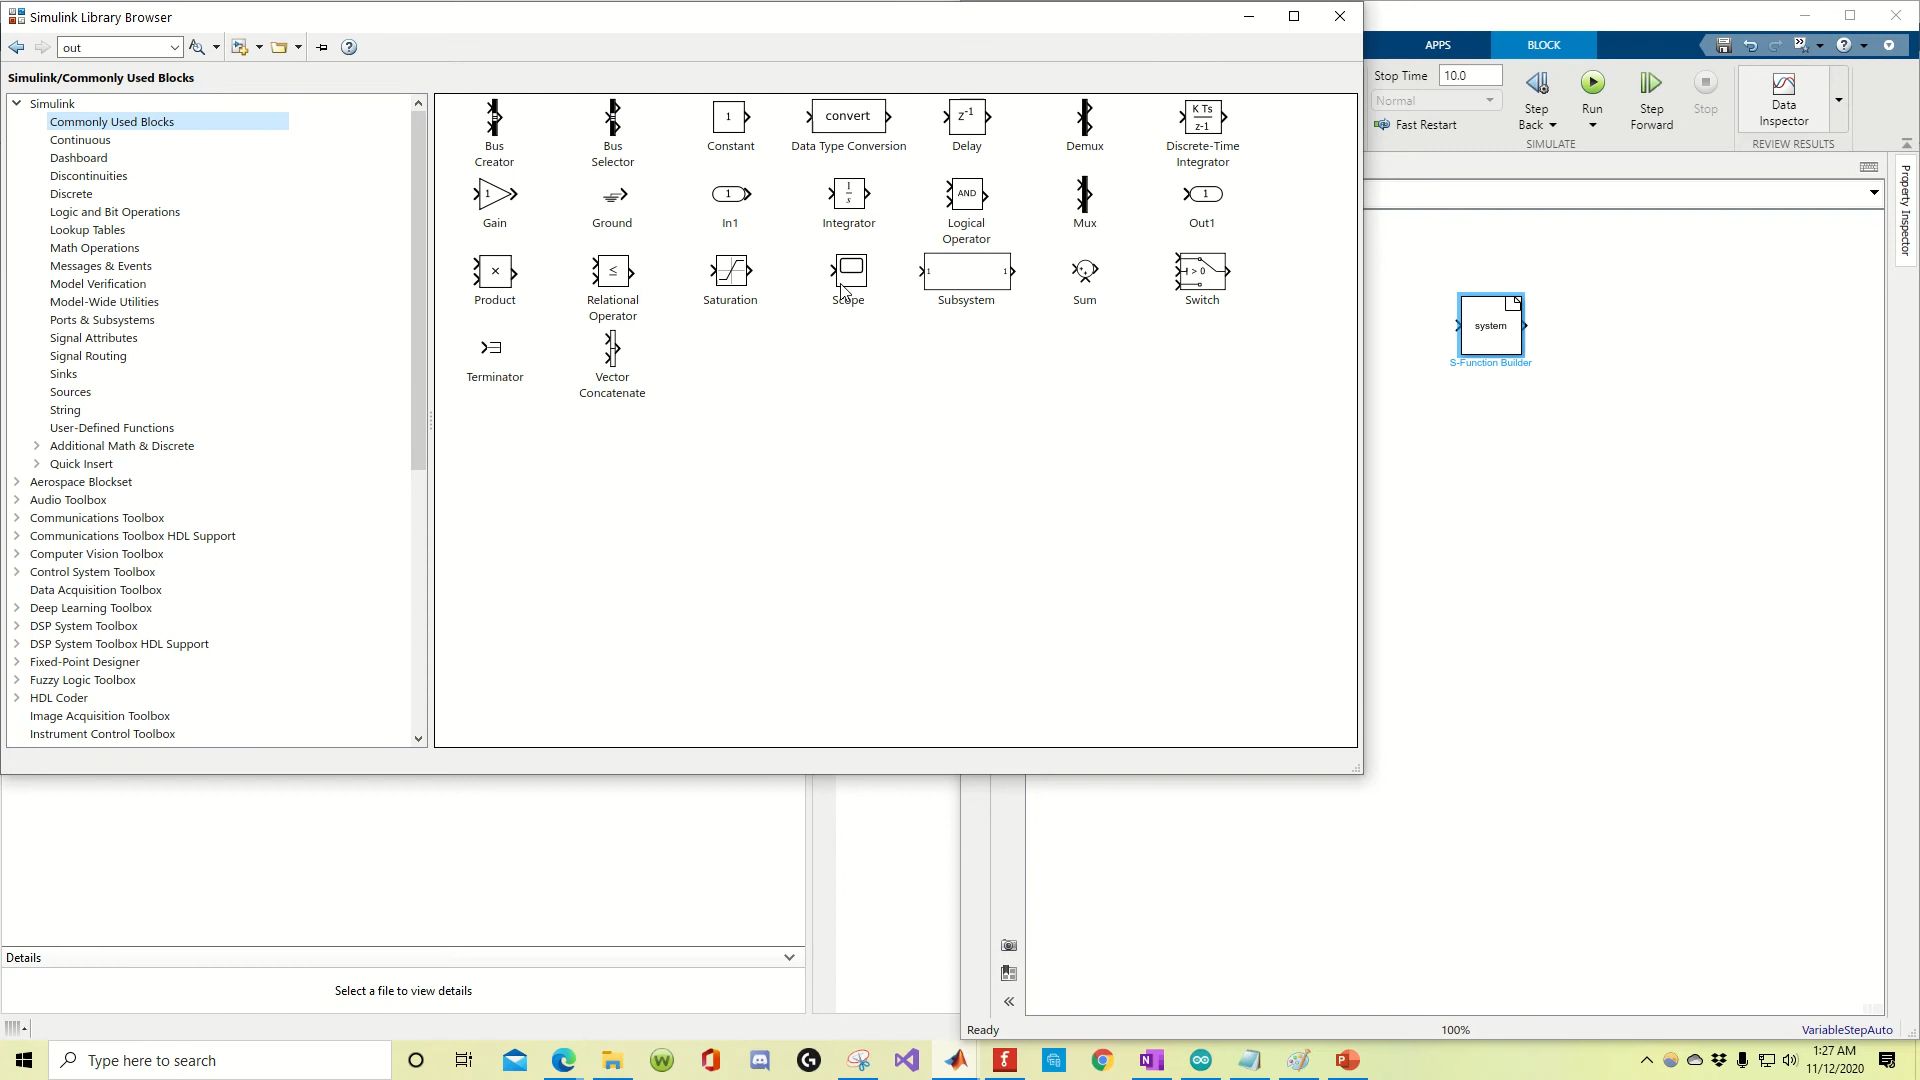 Simulink Library Browser
out
Simulink/Commonly Used Blocks
Simulink
Commonly Used Blocks
Continuous
Dashboard
Discontinuities
Discrete
Logic and Bit Operations
Lookup Tables
Math Operations
Messages & Events
Model Verification
Model-Wide Utilities
Ports & Subsystems
Signal Attributes
Signal Routing
Sinks
Sources
String
User-Defined Functions
Additional Math & Discrete
Quick Insert
Aerospace Blockset
Audio Toolbox
Communications Toolbox
Communications Toolbox HDL Support
Computer Vision Toolbox
Control System Toolbox
Data Acquisition Toolbox
Deep Learning Toolbox
DSP System Toolbox
DSP System Toolbox HDL Support
Fixed-Point Designer
Fuzzy Logic Toolbox
HDL Coder
Image Acquisition Toolbox
Instrument Control Toolbox
1 convert z-1 K Ts
z-1
Bus Bus Constant Data Type Conversion Delay Demux Discrete-Time
Creator Selector Integrator
1 1 1 AND 1
s
Gain Ground In1 Integrator Logical Mux Out1
Operator
× ≤ 1 1 + + > 0
Product Relational Saturation Scope Subsystem Sum Switch
Operator
Terminator Vector
Concatenate
APPS BLOCK
Stop Time 10.0
Normal
Fast Restart
Step
Back
Run
Step
Forward
Stop
Data
Inspector
SIMULATE REVIEW RESULTS
Property Inspector
system
S-Function Builder
Details
Select a file to view details
Ready 100% VariableStepAuto
Type here to search
1:27 AM
11/12/2020